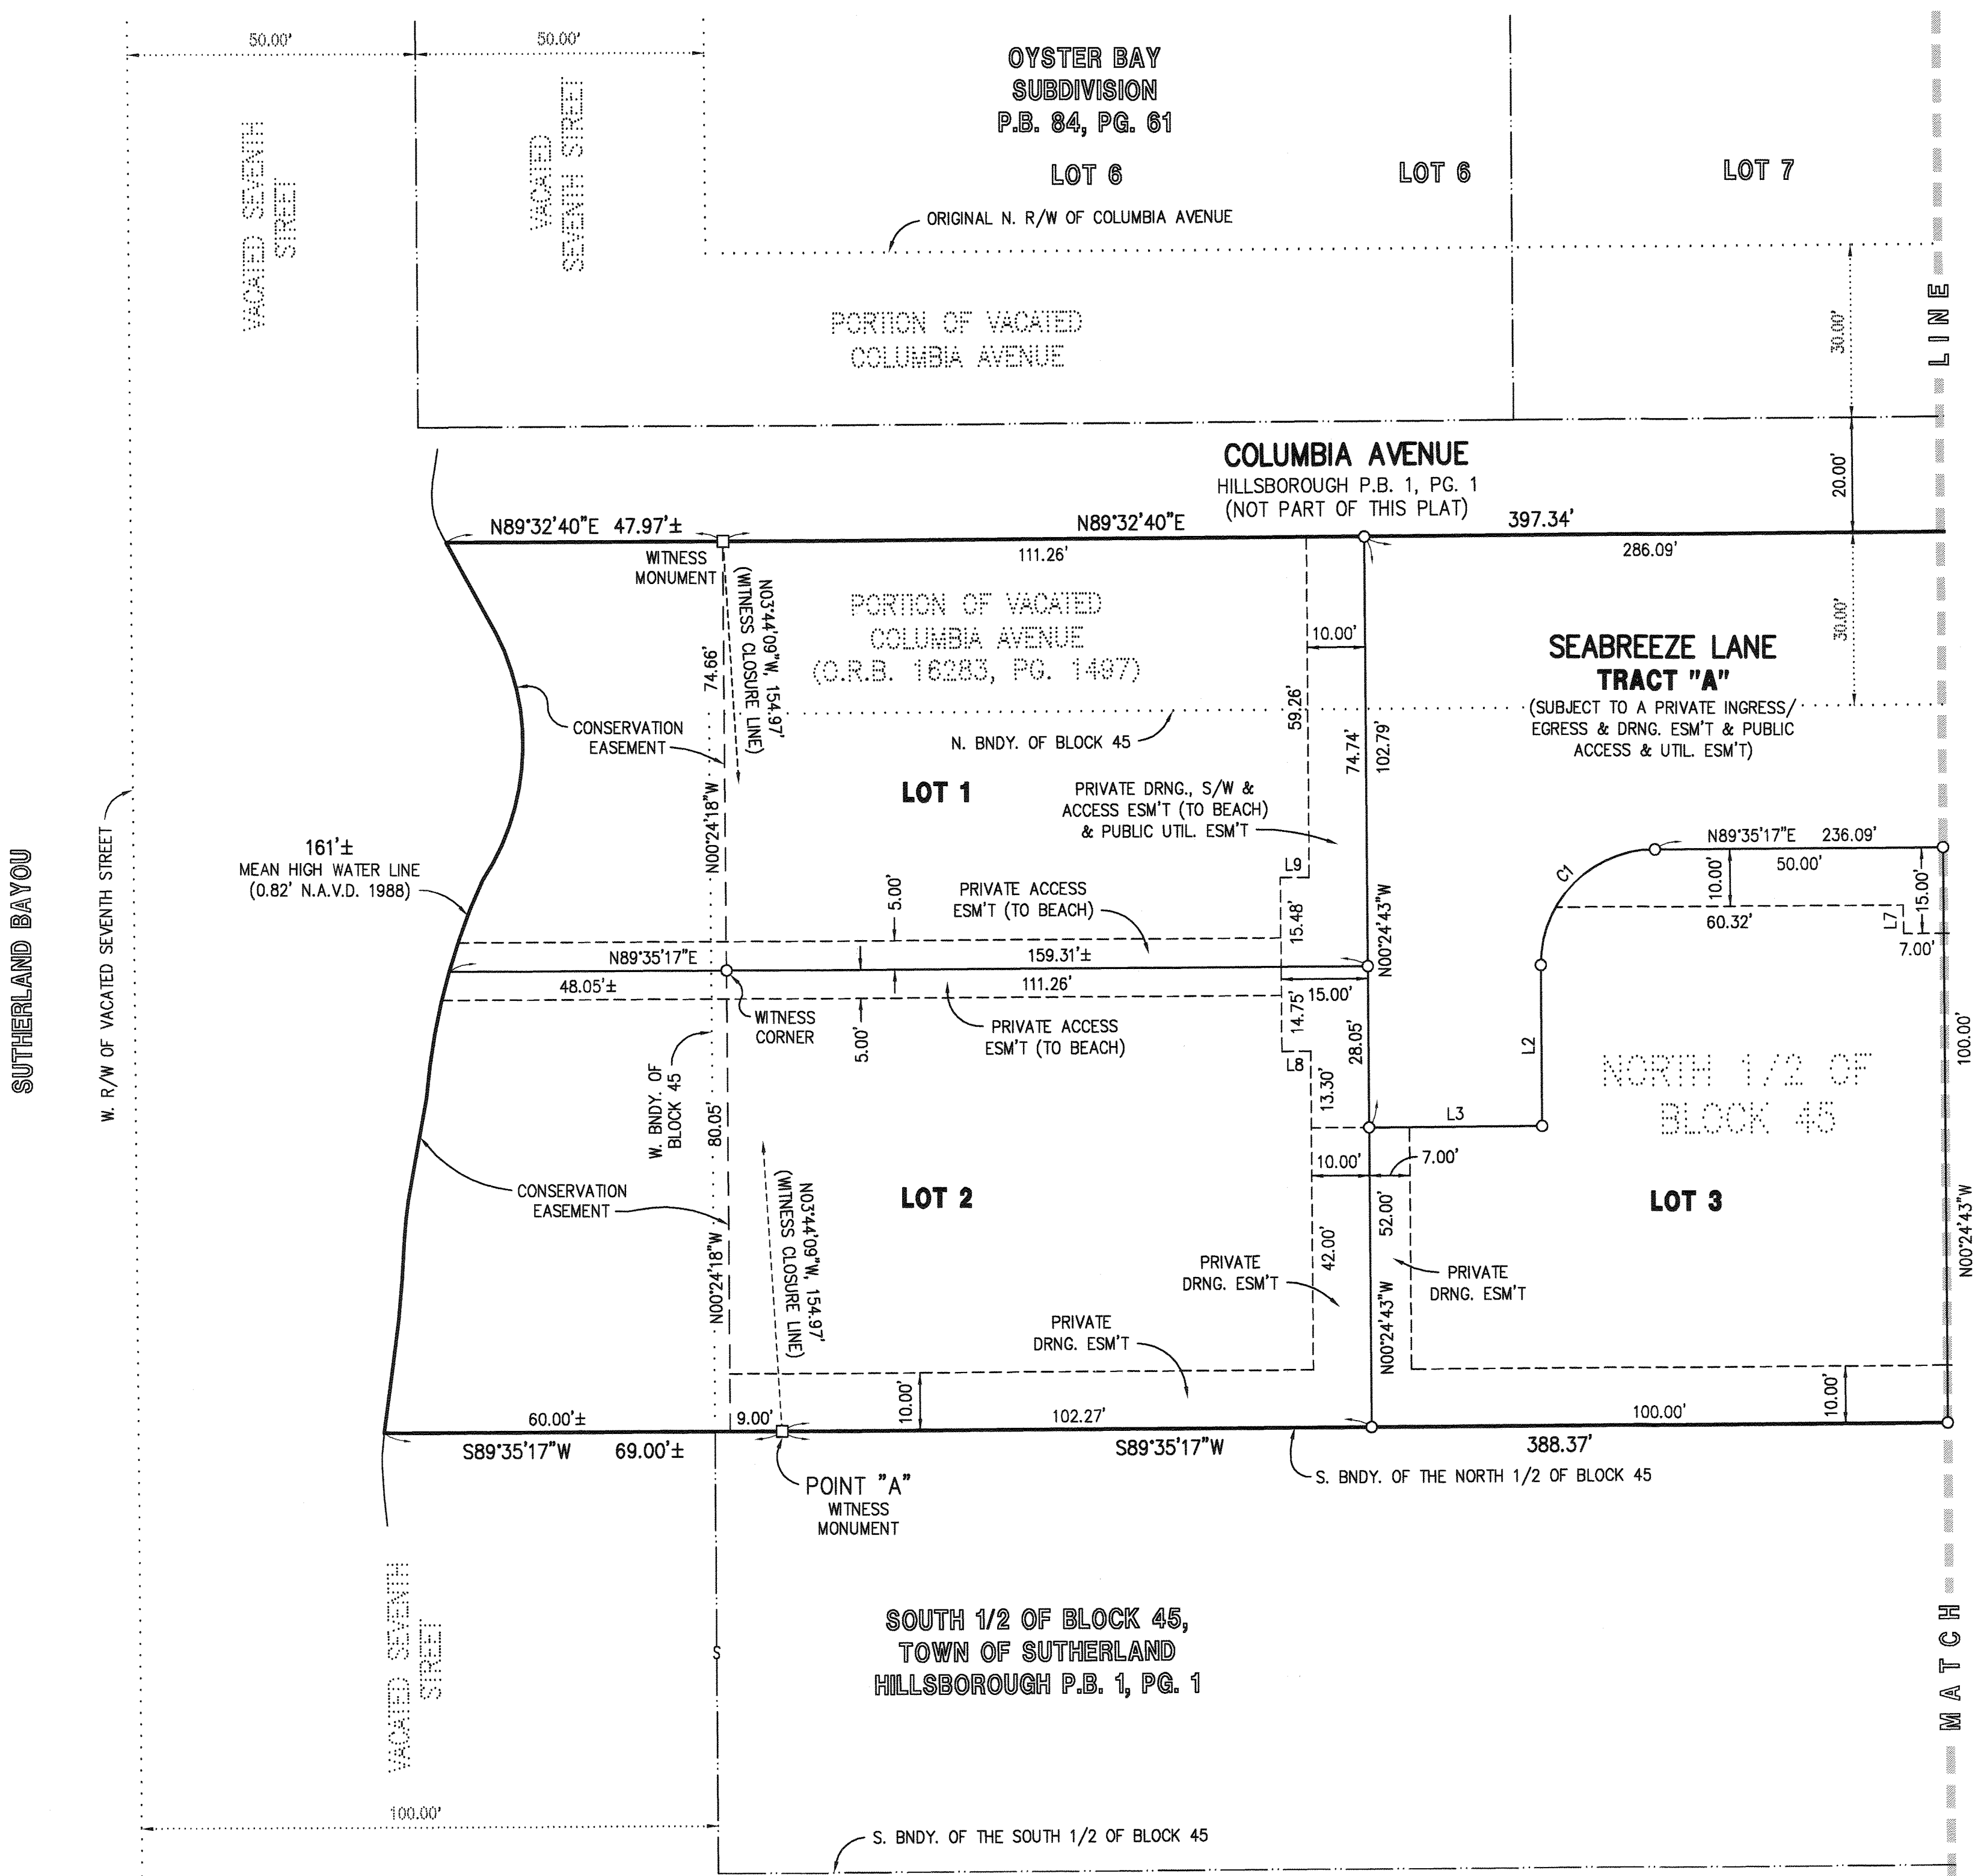 50.00'
50.00'
OYSTER BAY
SUBDIVISION
P.B. 84, PG. 61
LOT 6
LOT 6
LOT 7
VACATED SEVENTH
STREET
VACATED
SEVENTH STREET
ORIGINAL N. R/W OF COLUMBIA AVENUE
PORTION OF VACATED
COLUMBIA AVENUE
30.00'
LINE
COLUMBIA AVENUE
HILLSBOROUGH P.B. 1, PG. 1
(NOT PART OF THIS PLAT)
20.00'
N89°32'40"E 47.97'±
N89°32'40"E
397.34'
WITNESS
MONUMENT
111.26'
286.09'
N03°44'09"W, 154.97'
(WITNESS CLOSURE LINE)
PORTION OF VACATED
COLUMBIA AVENUE
(O.R.B. 16283, PG. 1497)
10.00'
30.00'
SEABREEZE LANE
TRACT "A"
(SUBJECT TO A PRIVATE INGRESS/
EGRESS & DRNG. ESM'T & PUBLIC
ACCESS & UTIL. ESM'T)
74.66'
59.26'
CONSERVATION
EASEMENT
N. BNDY. OF BLOCK 45
74.74'
102.79'
LOT 1
PRIVATE DRNG., S/W &
ACCESS ESM'T (TO BEACH)
& PUBLIC UTIL. ESM'T
N00°24'18"W
W. R/W OF VACATED SEVENTH STREET
SUTHERLAND BAYOU
161'±
MEAN HIGH WATER LINE
(0.82' N.A.V.D. 1988)
N89°35'17"E 236.09'
50.00'
C1
10.00'
15.00'
L9
5.00'
PRIVATE ACCESS
ESM'T (TO BEACH)
15.48'
N00°24'43"W
60.32'
L7
7.00'
N89°35'17"E
159.31'±
48.05'±
111.26'
15.00'
WITNESS
CORNER
5.00'
PRIVATE ACCESS
ESM'T (TO BEACH)
14.75'
28.05'
L8
L2
100.00'
W. BNDY. OF
BLOCK 45
80.05'
13.30'
L3
NORTH 1/2 OF
BLOCK 45
10.00'
7.00'
CONSERVATION
EASEMENT
LOT 2
LOT 3
N03°44'09"W, 154.97'
(WITNESS CLOSURE LINE)
N00°24'18"W
52.00'
42.00'
N00°24'43"W
PRIVATE
DRNG. ESM'T
PRIVATE
DRNG. ESM'T
PRIVATE
DRNG. ESM'T
N00°24'43"W
10.00'
10.00'
60.00'±
9.00'
102.27'
100.00'
S89°35'17"W 69.00'±
S89°35'17"W
388.37'
POINT "A"
WITNESS
MONUMENT
S. BNDY. OF THE NORTH 1/2 OF BLOCK 45
VACATED SEVENTH
STREET
S
SOUTH 1/2 OF BLOCK 45,
TOWN OF SUTHERLAND
HILLSBOROUGH P.B. 1, PG. 1
MATCH
100.00'
S. BNDY. OF THE SOUTH 1/2 OF BLOCK 45